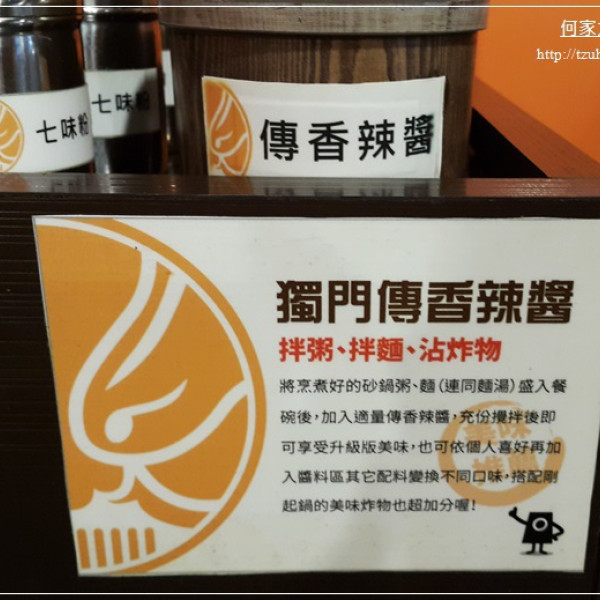 何家
http://tzuh
七味粉
七味粉
傳香辣醬
獨門傳香辣醬
拌粥、拌麵、沾炸物
將烹煮好的砂鍋粥、麵(連同麵湯)盛入餐
碗後,加入適量傳香辣醬,充份攪拌後即
可享受升級版美味,也可依個人喜好再加
入醬料區其它配料變換不同口味,搭配剛
起鍋的美味炸物也超加分喔!